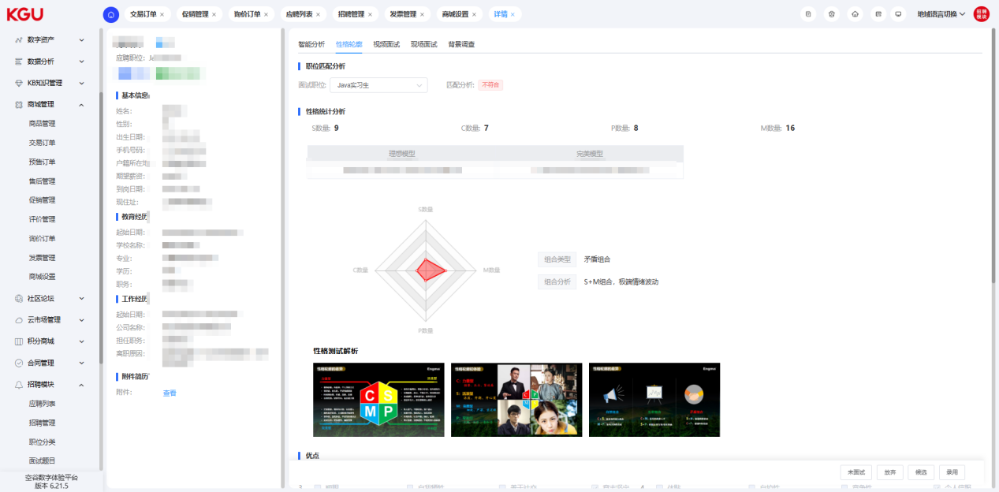 KGU
交易订单 × 促销管理 × 询价订单 × 应聘列表 × 招聘管理 × 发票管理 × 商城设置 × 详情 ×
地域语言切换
招聘模块
数字资产
数据分析
KB知识管理
商城管理
商品管理
交易订单
预售订单
售后管理
促销管理
评价管理
询价订单
发票管理
商城设置
社区论坛
云市场管理
积分商城
合同管理
招聘模块
应聘列表
招聘管理
职位分类
面试题目
空谷数字体验平台
版本 6.21.5
应聘职位:
基本信息
姓名:
性别:
出生日期:
手机号码:
户籍所在地
期望薪资:
到岗日期:
现住址:
教育经历
起始日期:
学校名称:
专业:
学历:
职务:
工作经历
起始日期:
公司名称:
担任职务:
离职原因:
附件简历
附件: 查看
智能分析 性格轮廓 视频面试 现场面试 背景调查
职位匹配分析
面试职位: Java实习生 匹配分析: 不符合
性格统计分析
S数量: 9 C数量: 7 P数量: 8 M数量: 16
理想模型 完美模型
S数量
C数量
M数量
P数量
组合类型 矛盾组合
组合分析 S+M组合，极端情绪波动
性格测试解析
C S
M P
优点
未面试 放弃 候选 录用